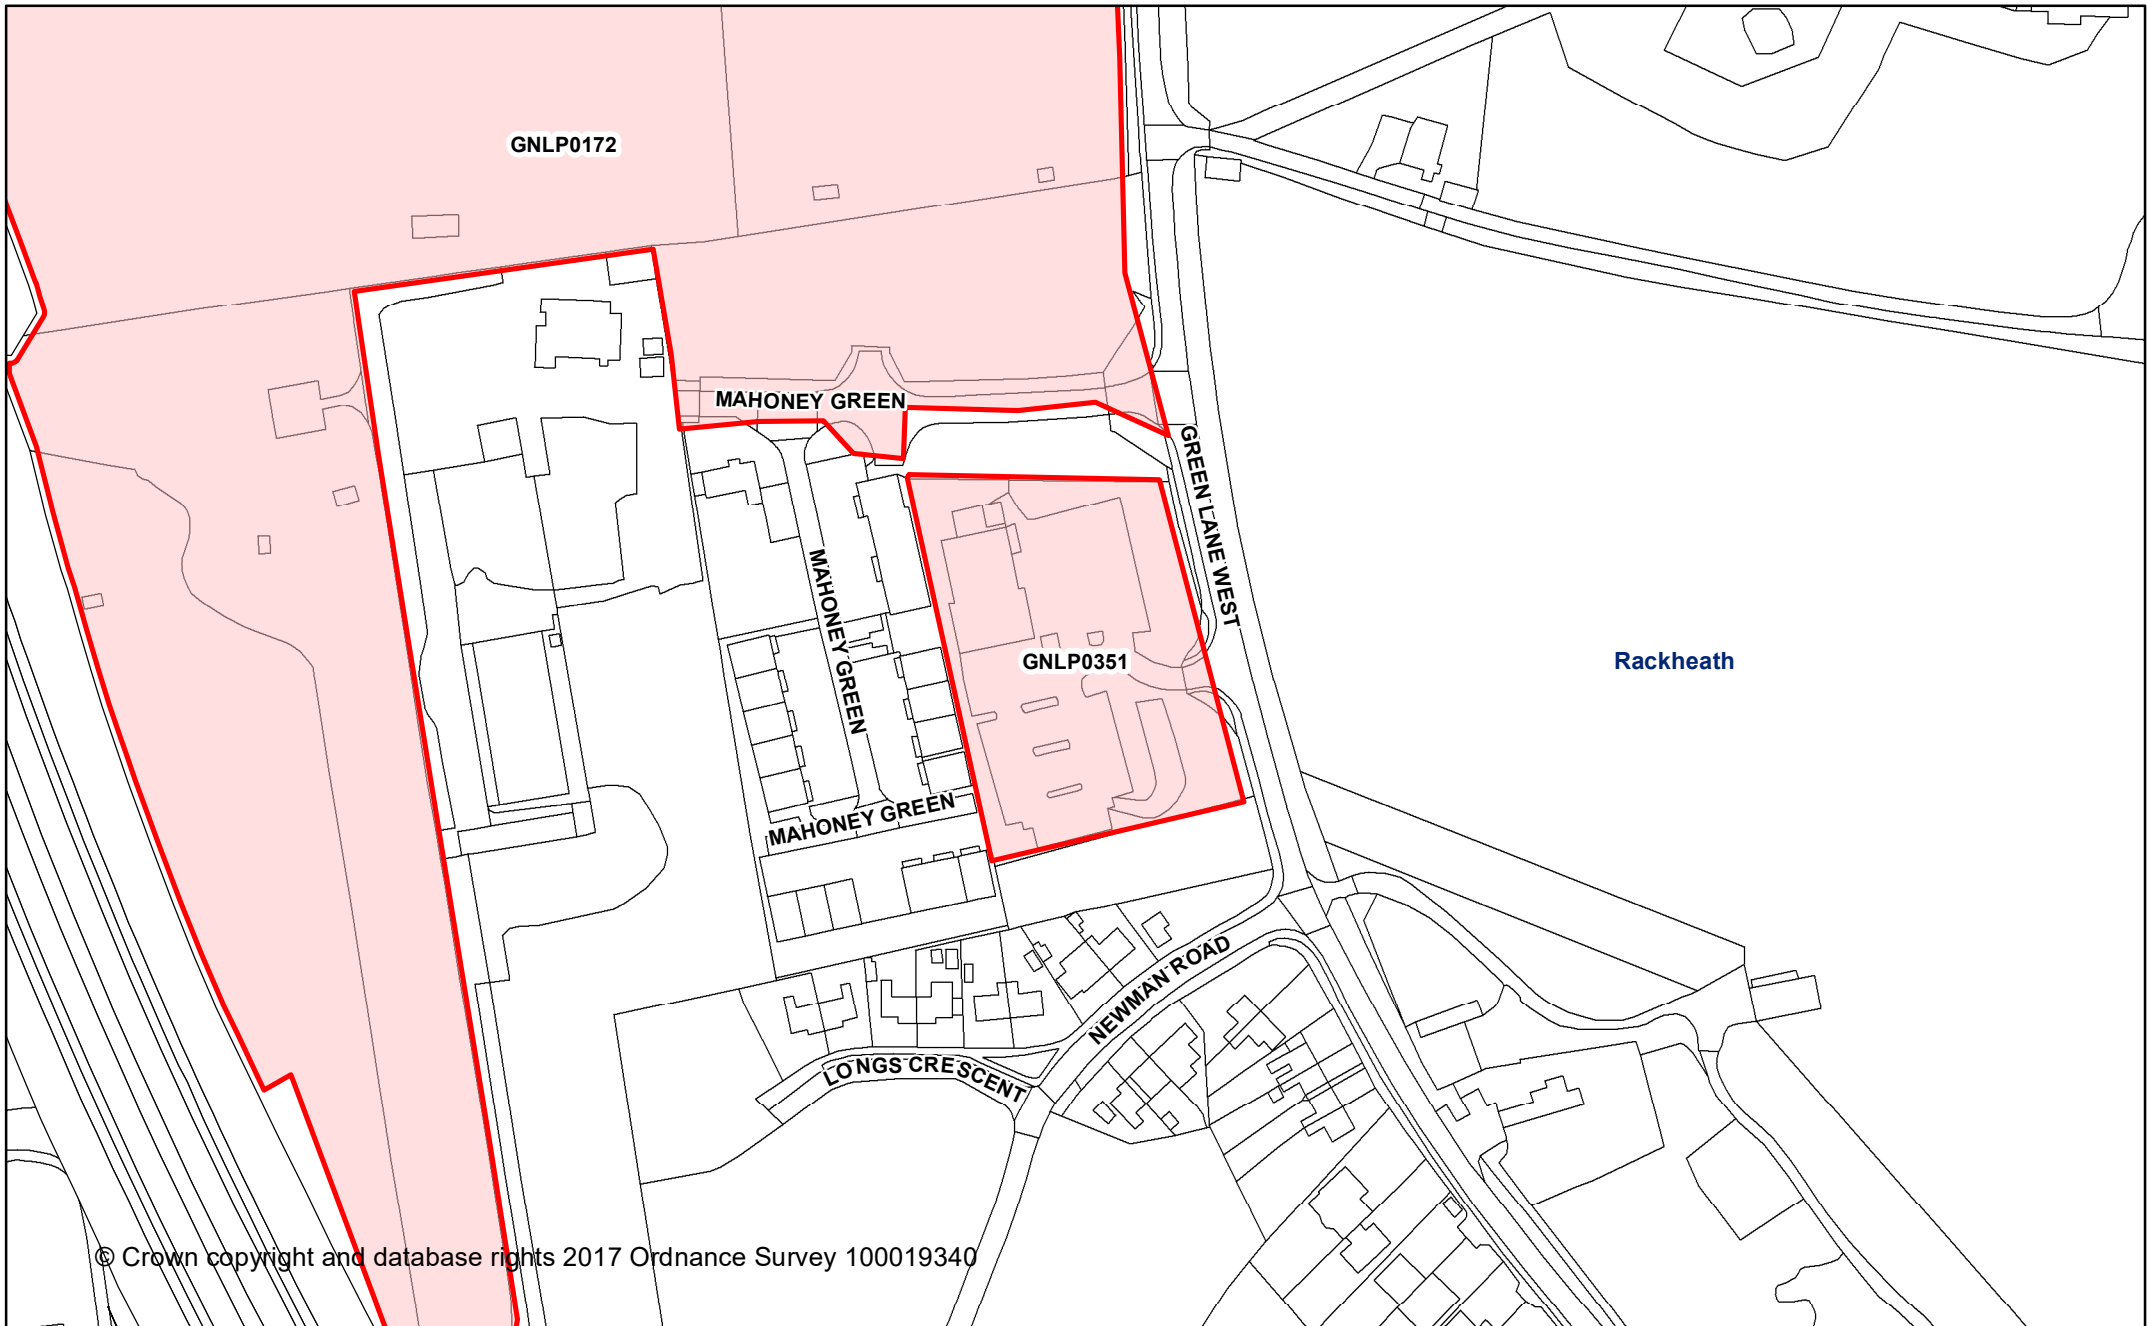 GNLP0172
MAHONEY GREEN
GREEN LANE WEST
MAHONEY GREEN
GNLP0351
Rackheath
MAHONEY GREEN
NEWMAN ROAD
LONGS CRESCENT
© Crown copyright and database rights 2017 Ordnance Survey 100019340